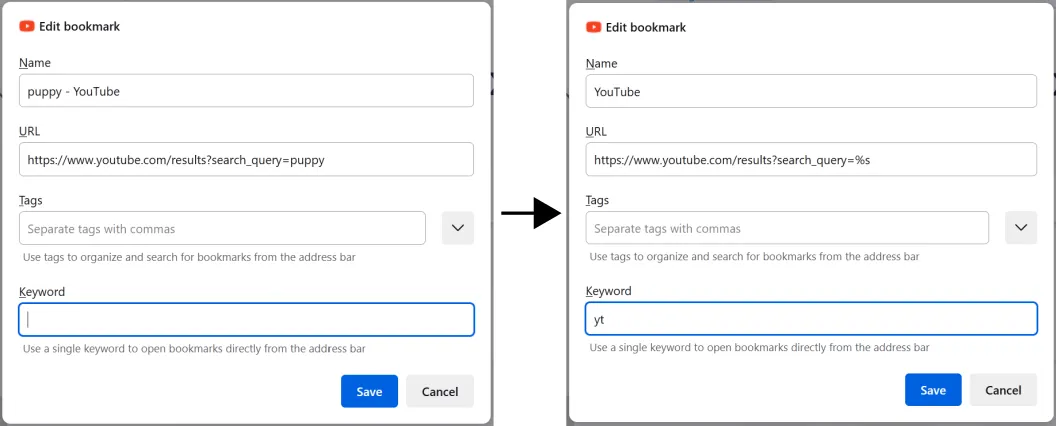 Edit bookmark
Name
puppy - YouTube
URL
https://www.youtube.com/results?search_query=puppy
Tags
Separate tags with commas
Use tags to organize and search for bookmarks from the address bar
Keyword
Use a single keyword to open bookmarks directly from the address bar
Save Cancel
Edit bookmark
Name
YouTube
URL
https://www.youtube.com/results?search_query=%s
Tags
Separate tags with commas
Use tags to organize and search for bookmarks from the address bar
Keyword
yt
Use a single keyword to open bookmarks directly from the address bar
Save Cancel